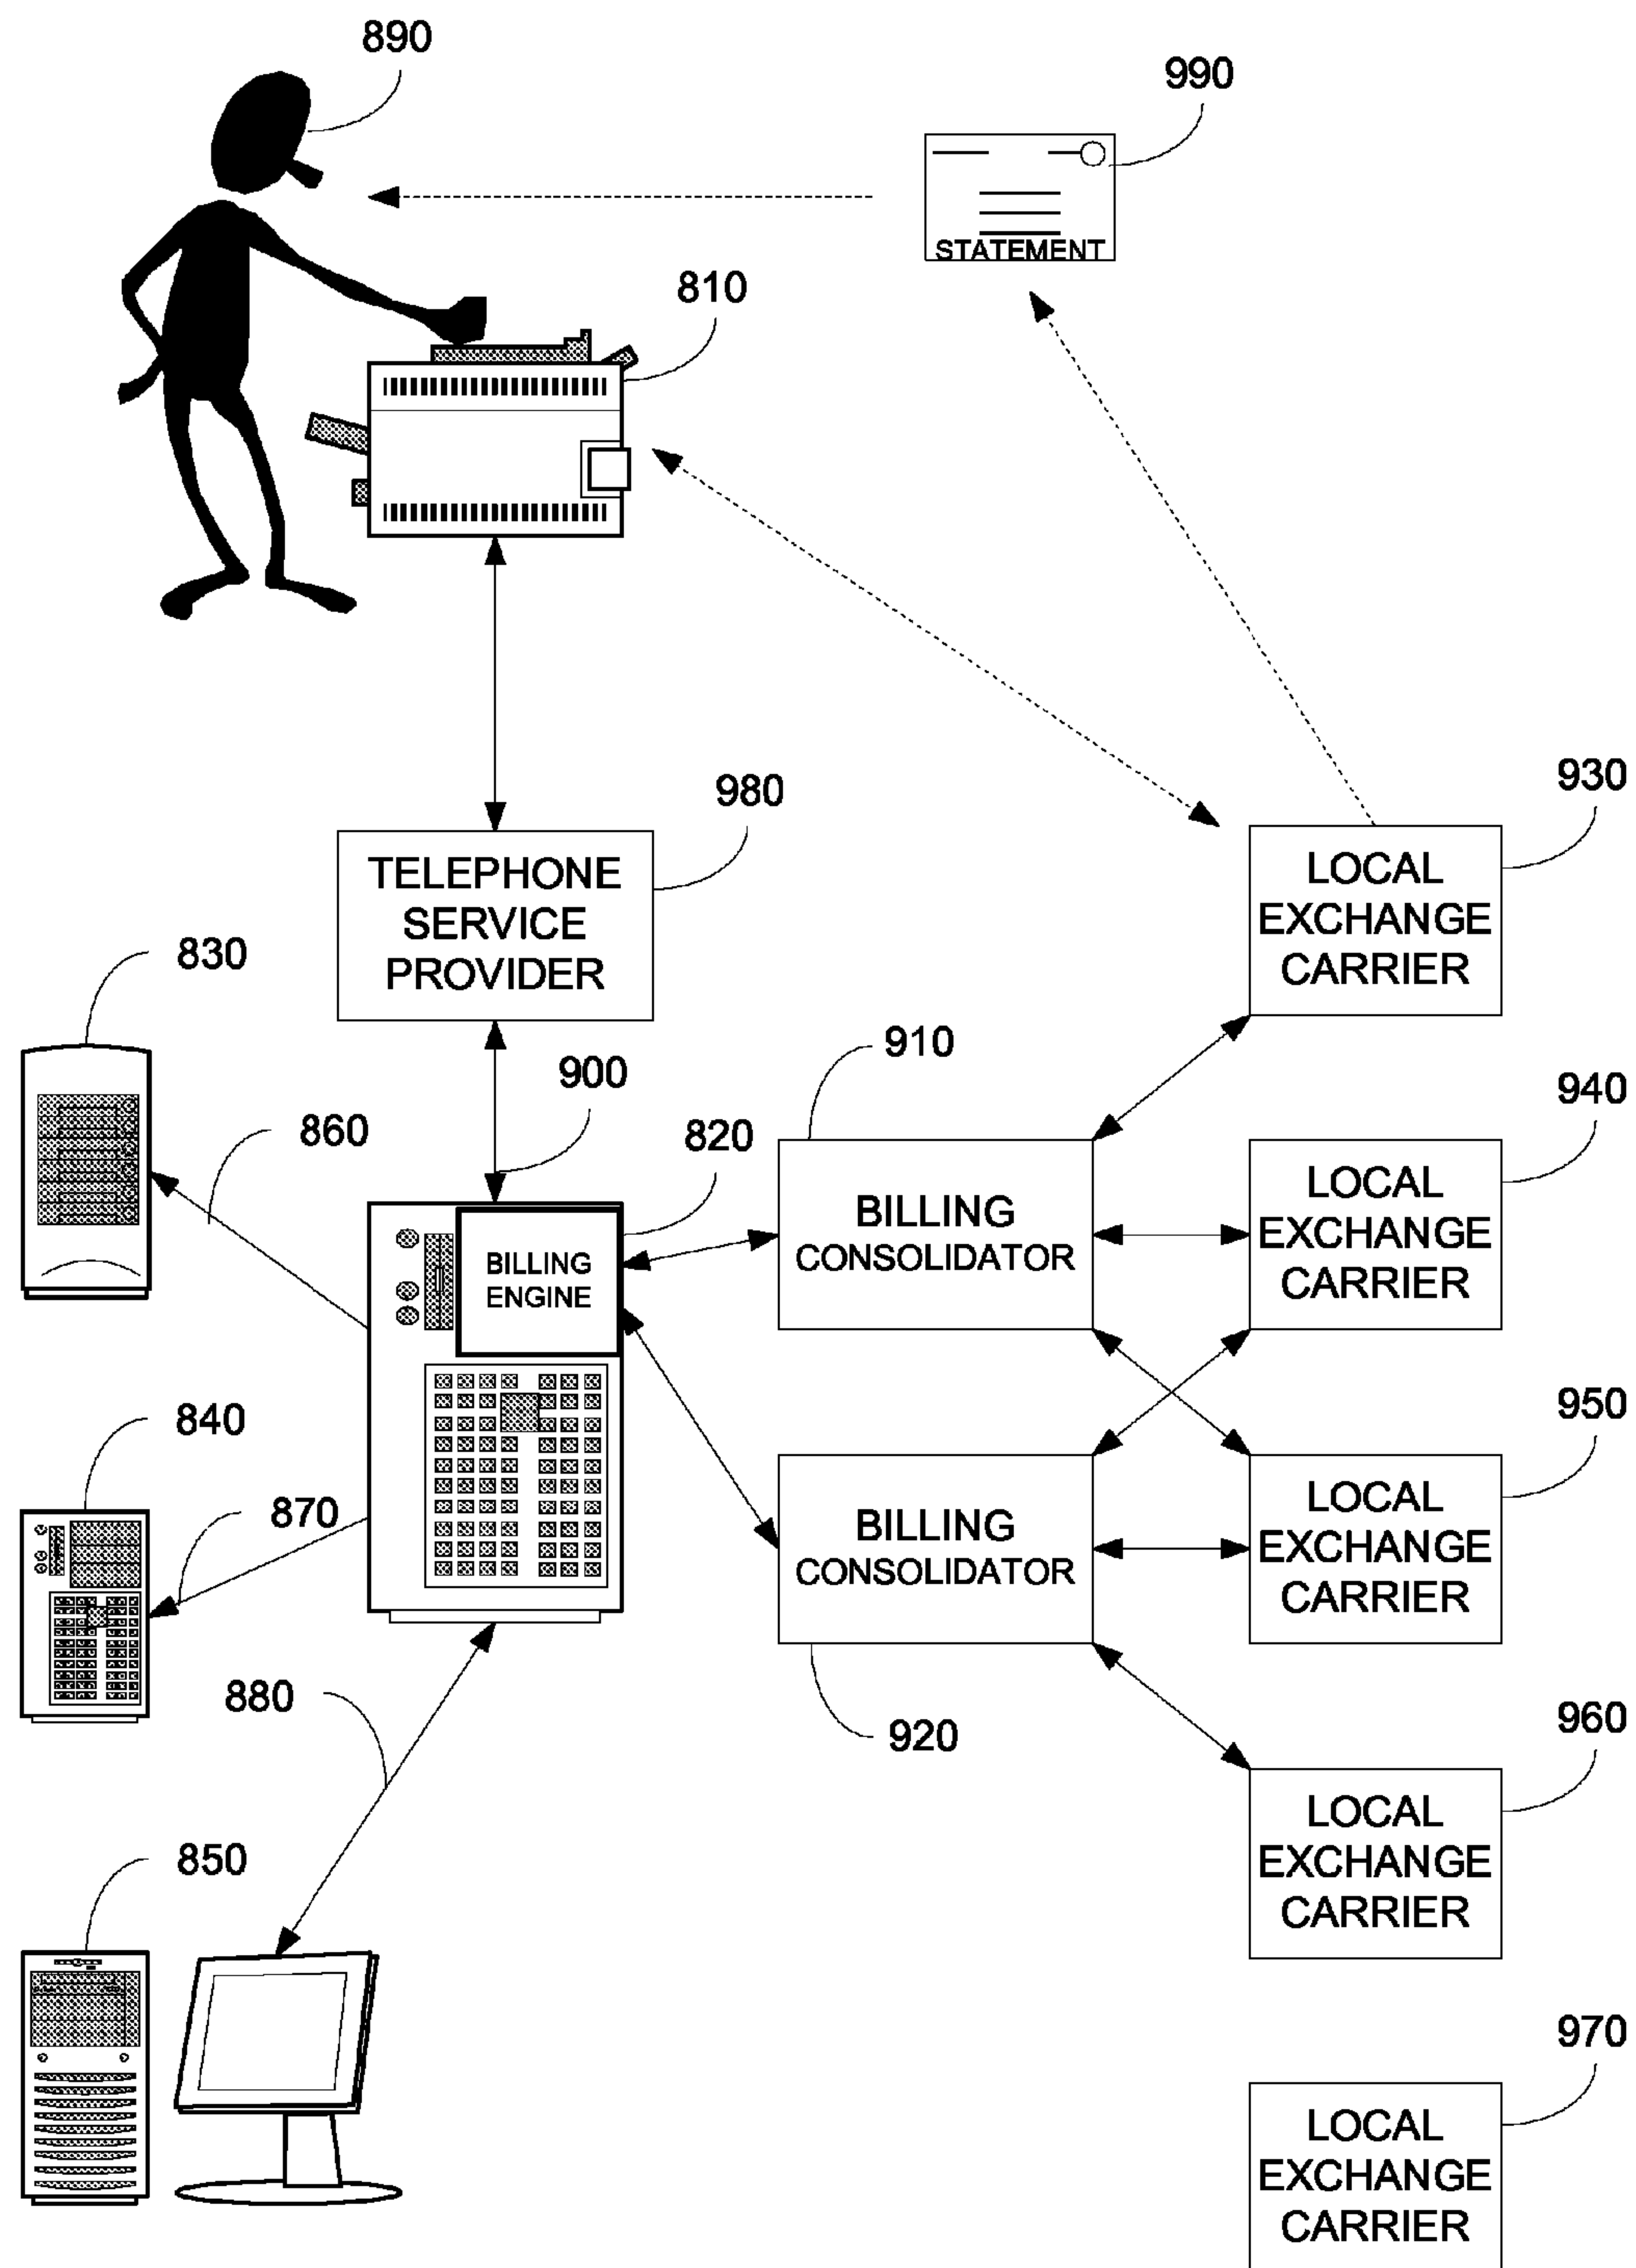 890
990
STATEMENT
810
980
TELEPHONE
SERVICE
PROVIDER
930
LOCAL
EXCHANGE
CARRIER
830
900
910
860
820
940
BILLING
ENGINE
BILLING
CONSOLIDATOR
LOCAL
EXCHANGE
CARRIER
840
870
950
BILLING
CONSOLIDATOR
LOCAL
EXCHANGE
CARRIER
880
920
960
LOCAL
EXCHANGE
CARRIER
850
970
LOCAL
EXCHANGE
CARRIER